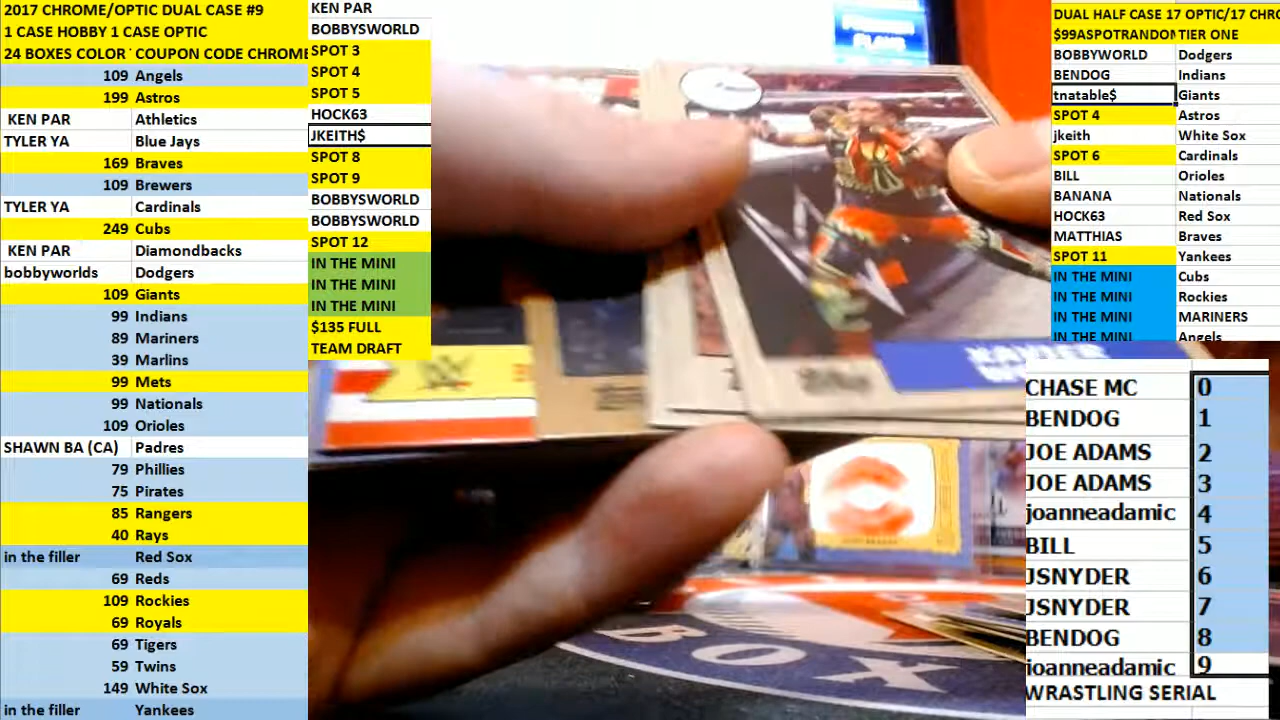 2017 CHROME/OPTIC DUAL CASE #9
1 CASE HOBBY 1 CASE OPTIC
24 BOXES COLOR COUPON CODE CHROME
109 Angels
199 Astros
KEN PAR Athletics
TYLER YA Blue Jays
169 Braves
109 Brewers
TYLER YA Cardinals
249 Cubs
KEN PAR Diamondbacks
bobbyworlds Dodgers
109 Giants
99 Indians
89 Mariners
39 Marlins
99 Mets
99 Nationals
109 Orioles
SHAWN BA (CA) Padres
79 Phillies
75 Pirates
85 Rangers
40 Rays
in the filler Red Sox
69 Reds
109 Rockies
69 Royals
69 Tigers
59 Twins
149 White Sox
in the filler Yankees
KEN PAR
BOBBYSWORLD
SPOT 3
SPOT 4
SPOT 5
HOCK63
JKEITH$
SPOT 8
SPOT 9
BOBBYSWORLD
BOBBYSWORLD
SPOT 12
IN THE MINI
IN THE MINI
IN THE MINI
$135 FULL
TEAM DRAFT
BOX
DUAL HALF CASE 17 OPTIC/17 CHRO
$99ASPOTRANDOM TIER ONE
BOBBYWORLD Dodgers
BENDOG Indians
tnatable$ Giants
SPOT 4 Astros
jkeith White Sox
SPOT 6 Cardinals
BILL Orioles
BANANA Nationals
HOCK63 Red Sox
MATTHIAS Braves
SPOT 11 Yankees
IN THE MINI Cubs
IN THE MINI Rockies
IN THE MINI MARINERS
IN THE MINI Angels
CHASE MC 0
BENDOG 1
JOE ADAMS 2
JOE ADAMS 3
joanneadamic 4
BILL 5
JSNYDER 6
JSNYDER 7
BENDOG 8
joanneadamic 9
WRASTLING SERIAL